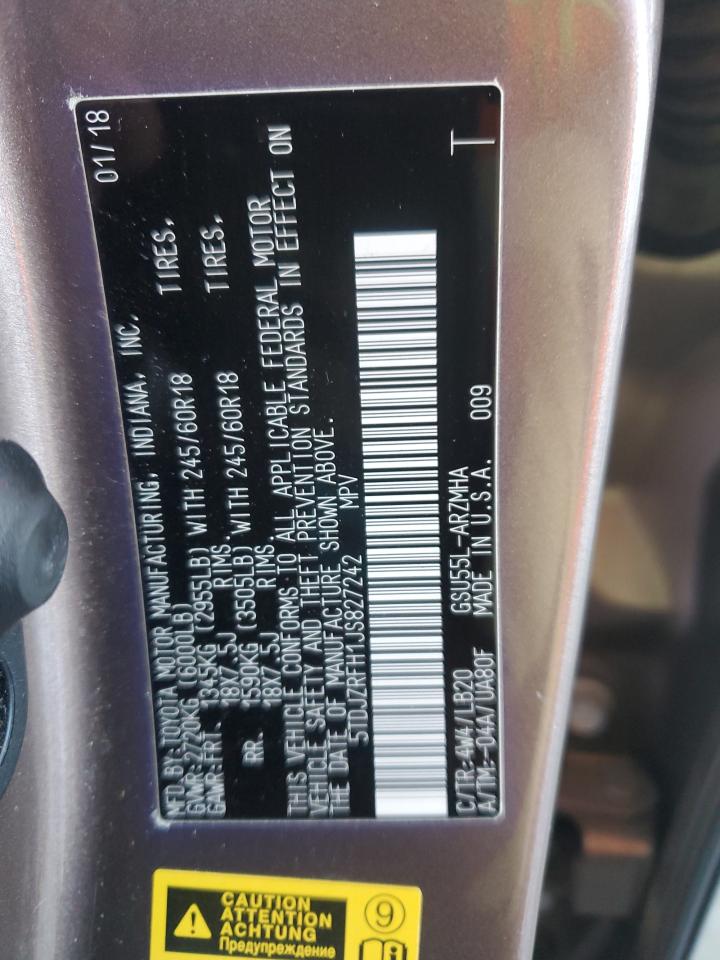 MFD. BY: TOYOTA MOTOR MANUFACTURING, INDIANA, INC. 01/18
GVWR: 2720KG (6000LB)
GAWR: FRT. 1345KG (2955LB) WITH 245/60R18 TIRES,
18X7.5J RIMS.
RR. 1590KG (3505LB) WITH 245/60R18 TIRES,
18X7.5J RIMS.
THIS VEHICLE CONFORMS TO ALL APPLICABLE FEDERAL MOTOR
VEHICLE SAFETY AND THEFT PREVENTION STANDARDS IN EFFECT ON
THE DATE OF MANUFACTURE SHOWN ABOVE.
5TDJZRFH1JS827242 MPV
C/TR: 4W4/LB20 GSU55L-ARZMHA
A/TM: -04A/UA80F MADE IN U.S.A. 009 T
CAUTION
ATTENTION
ACHTUNG
Предупреждение
9